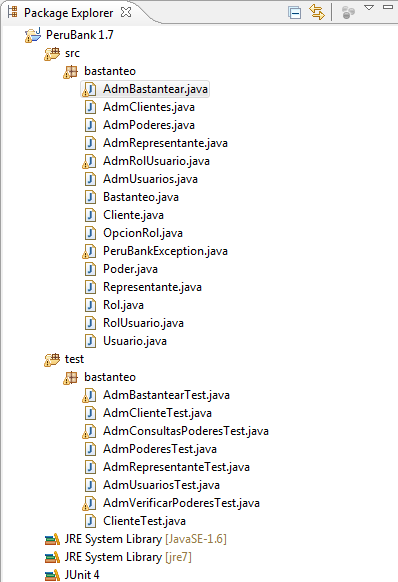 Package Explorer
PeruBank 1.7
src
bastanteo
AdmBastantear.java
AdmClientes.java
AdmPoderes.java
AdmRepresentante.java
AdmRolUsuario.java
AdmUsuarios.java
Bastanteo.java
Cliente.java
OpcionRol.java
PeruBankException.java
Poder.java
Representante.java
Rol.java
RolUsuario.java
Usuario.java
test
bastanteo
AdmBastantearTest.java
AdmClienteTest.java
AdmConsultasPoderesTest.java
AdmPoderesTest.java
AdmRepresentanteTest.java
AdmUsuariosTest.java
AdmVerificarPoderesTest.java
ClienteTest.java
JRE System Library [JavaSE-1.6]
JRE System Library [jre7]
JUnit 4